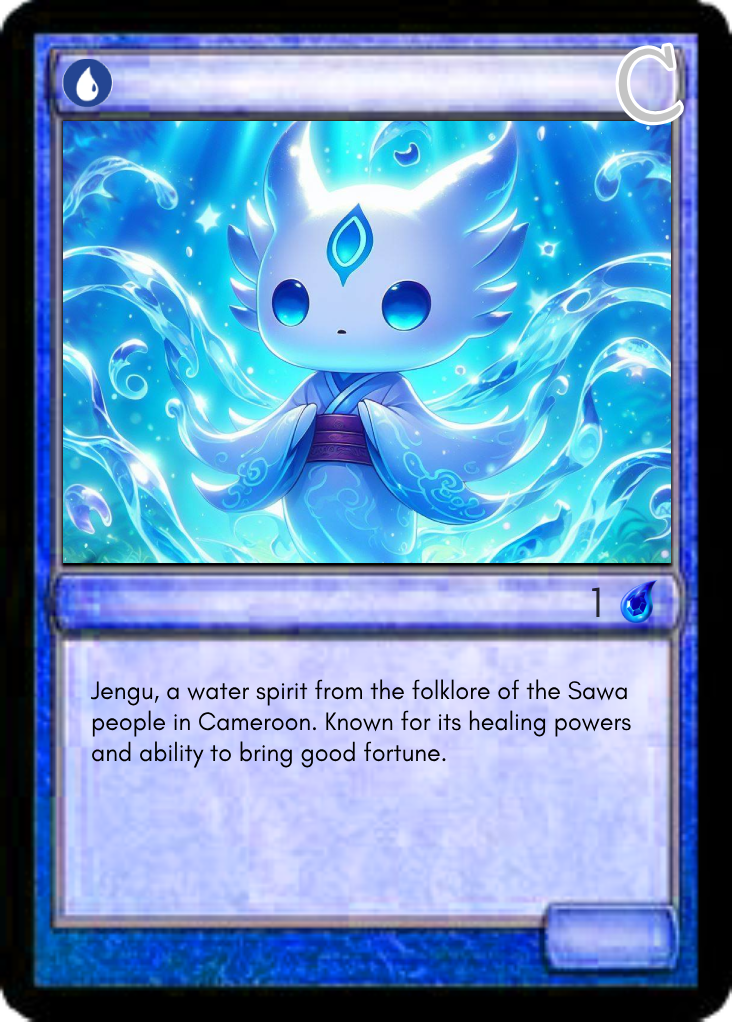 C
1
Jengu, a water spirit from the folklore of the Sawa
people in Cameroon. Known for its healing powers
and ability to bring good fortune.